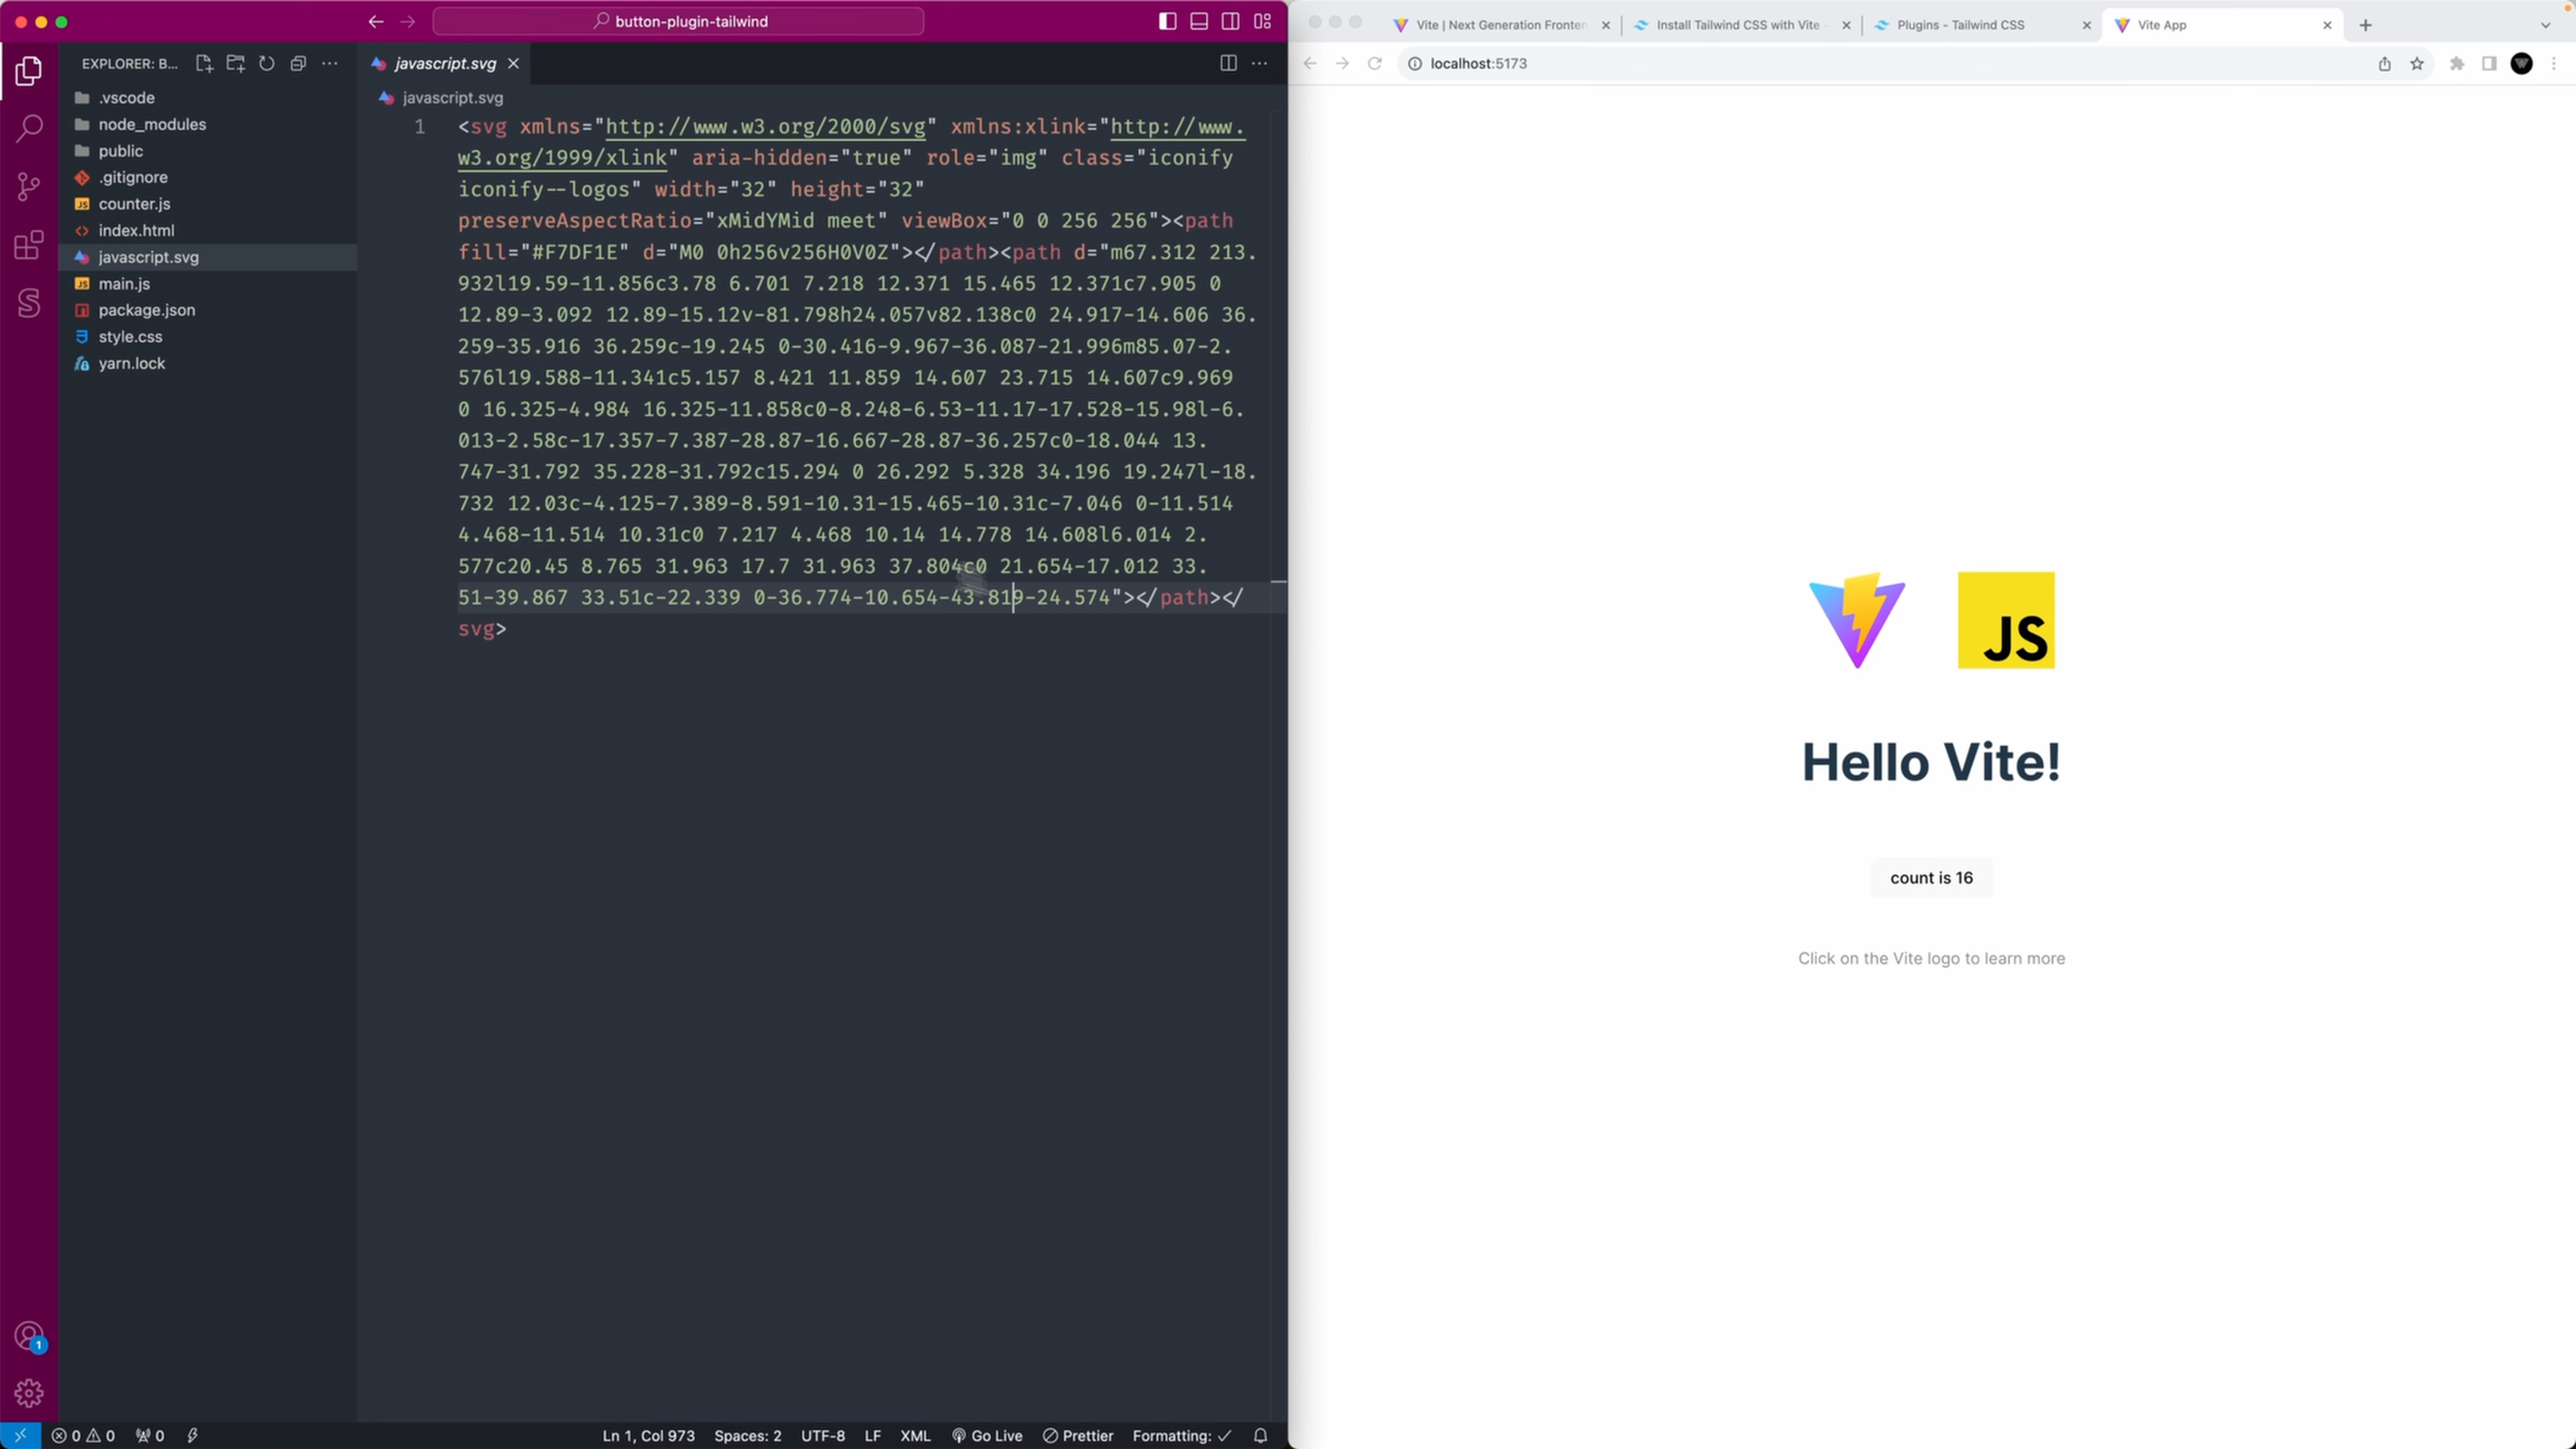 button-plugin-tailwind
EXPLORER: B...
.vscode
node_modules
public
.gitignore
counter.js
index.html
javascript.svg
main.js
package.json
style.css
yarn.lock
javascript.svg
javascript.svg
1
<svg xmlns="http://www.w3.org/2000/svg" xmlns:xlink="http://www.
w3.org/1999/xlink" aria-hidden="true" role="img" class="iconify
iconify--logos" width="32" height="32"
preserveAspectRatio="xMidYMid meet" viewBox="0 0 256 256"><path
fill="#F7DF1E" d="M0 0h256v256H0V0Z"></path><path d="m67.312 213.
932l19.59-11.856c3.78 6.701 7.218 12.371 15.465 12.371c7.905 0
12.89-3.092 12.89-15.12v-81.798h24.057v82.138c0 24.917-14.606 36.
259-35.916 36.259c-19.245 0-30.416-9.967-36.087-21.996m85.07-2.
576l19.588-11.341c5.157 8.421 11.859 14.607 23.715 14.607c9.969
0 16.325-4.984 16.325-11.858c0-8.248-6.53-11.17-17.528-15.98l-6.
013-2.58c-17.357-7.387-28.87-16.667-28.87-36.257c0-18.044 13.
747-31.792 35.228-31.792c15.294 0 26.292 5.328 34.196 19.247l-18.
732 12.03c-4.125-7.389-8.591-10.31-15.465-10.31c-7.046 0-11.514
4.468-11.514 10.31c0 7.217 4.468 10.14 14.778 14.608l6.014 2.
577c20.45 8.765 31.963 17.7 31.963 37.804c0 21.654-17.012 33.
51-39.867 33.51c-22.339 0-36.774-10.654-43.819-24.574"></path></
svg>
1
0 0 0
Ln 1, Col 973 Spaces: 2 UTF-8 LF XML Go Live Prettier Formatting:
Vite | Next Generation Fronten
Install Tailwind CSS with Vite -
Plugins - Tailwind CSS
Vite App
localhost:5173
W
JS
Hello Vite!
count is 16
Click on the Vite logo to learn more